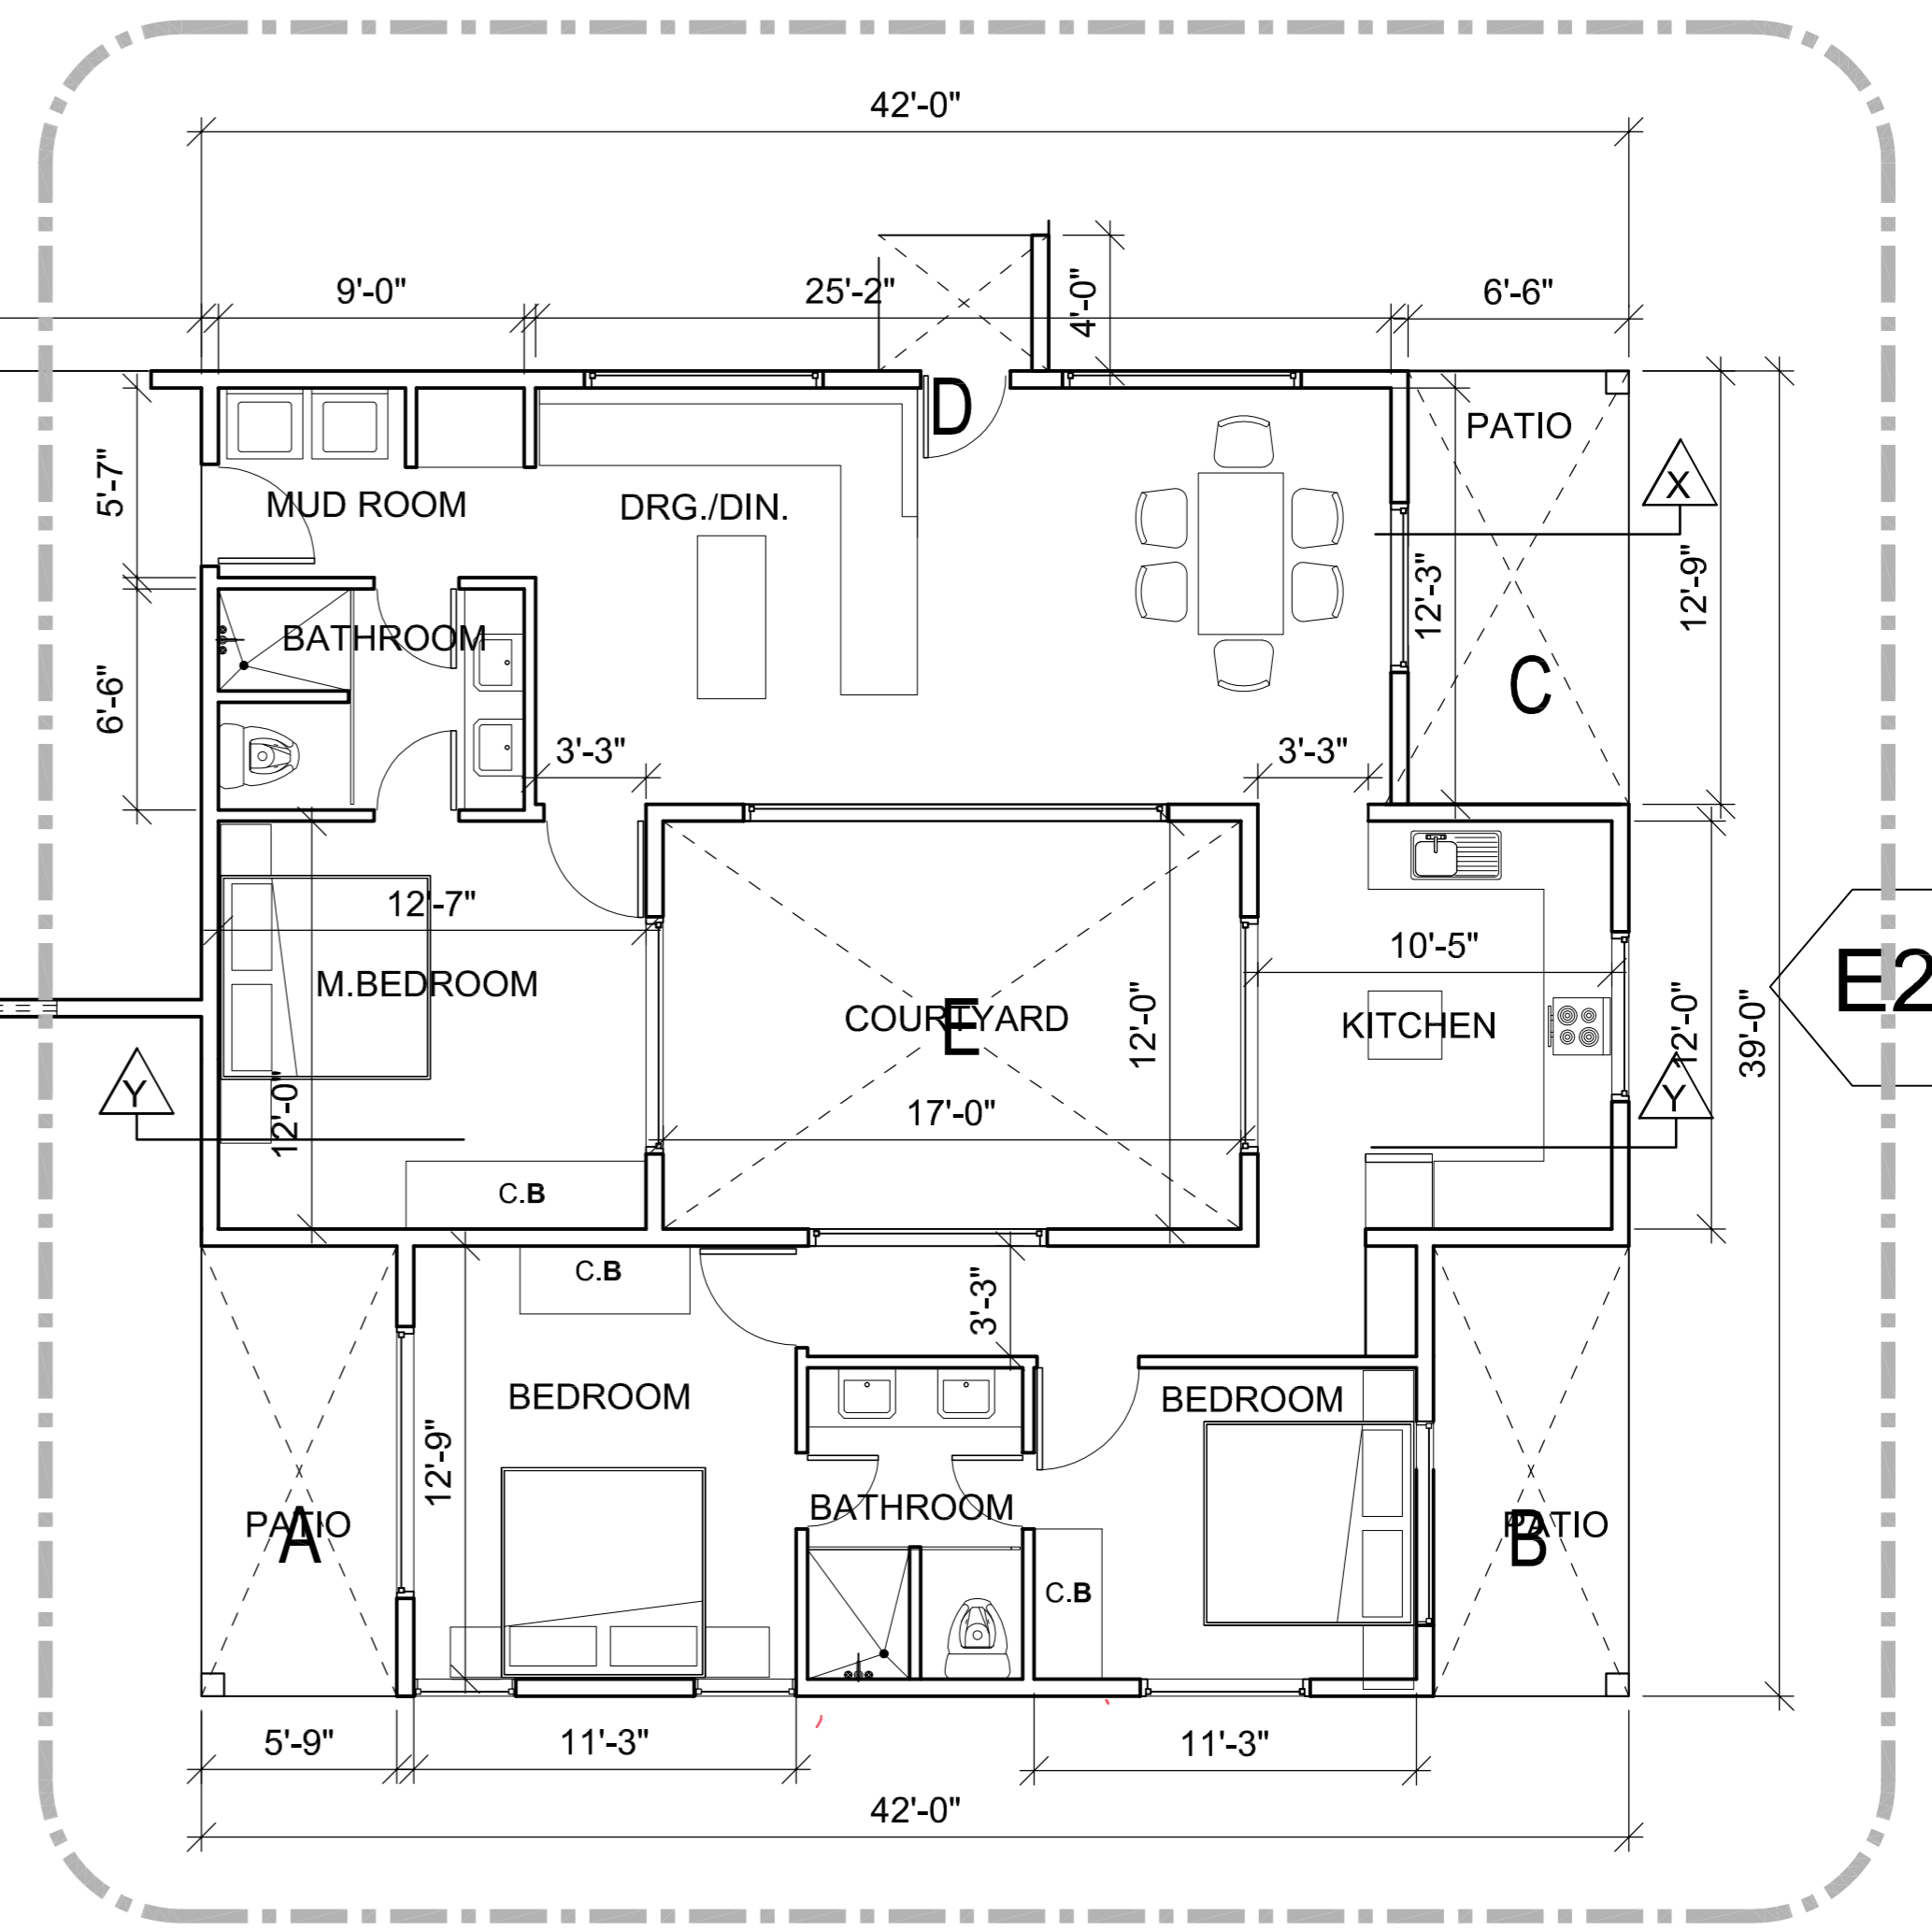 42'-0"
9'-0"
25'-2"
6'-6"
4'-0"
D
PATIO
X
5'-7"
MUD ROOM
DRG./DIN.
12'-3"
12'-9"
BATHROOM
6'-6"
C
3'-3"
3'-3"
12'-7"
10'-5"
M.BEDROOM
COURTYARD
E
12'-0"
KITCHEN
12'-0"
39'-0"
E2
Y
12'-0"
17'-0"
Y
C.B
C.B
3'-3"
BEDROOM
BEDROOM
12'-9"
BATHROOM
PATIO
A
PATIO
B
C.B
5'-9"
11'-3"
11'-3"
42'-0"